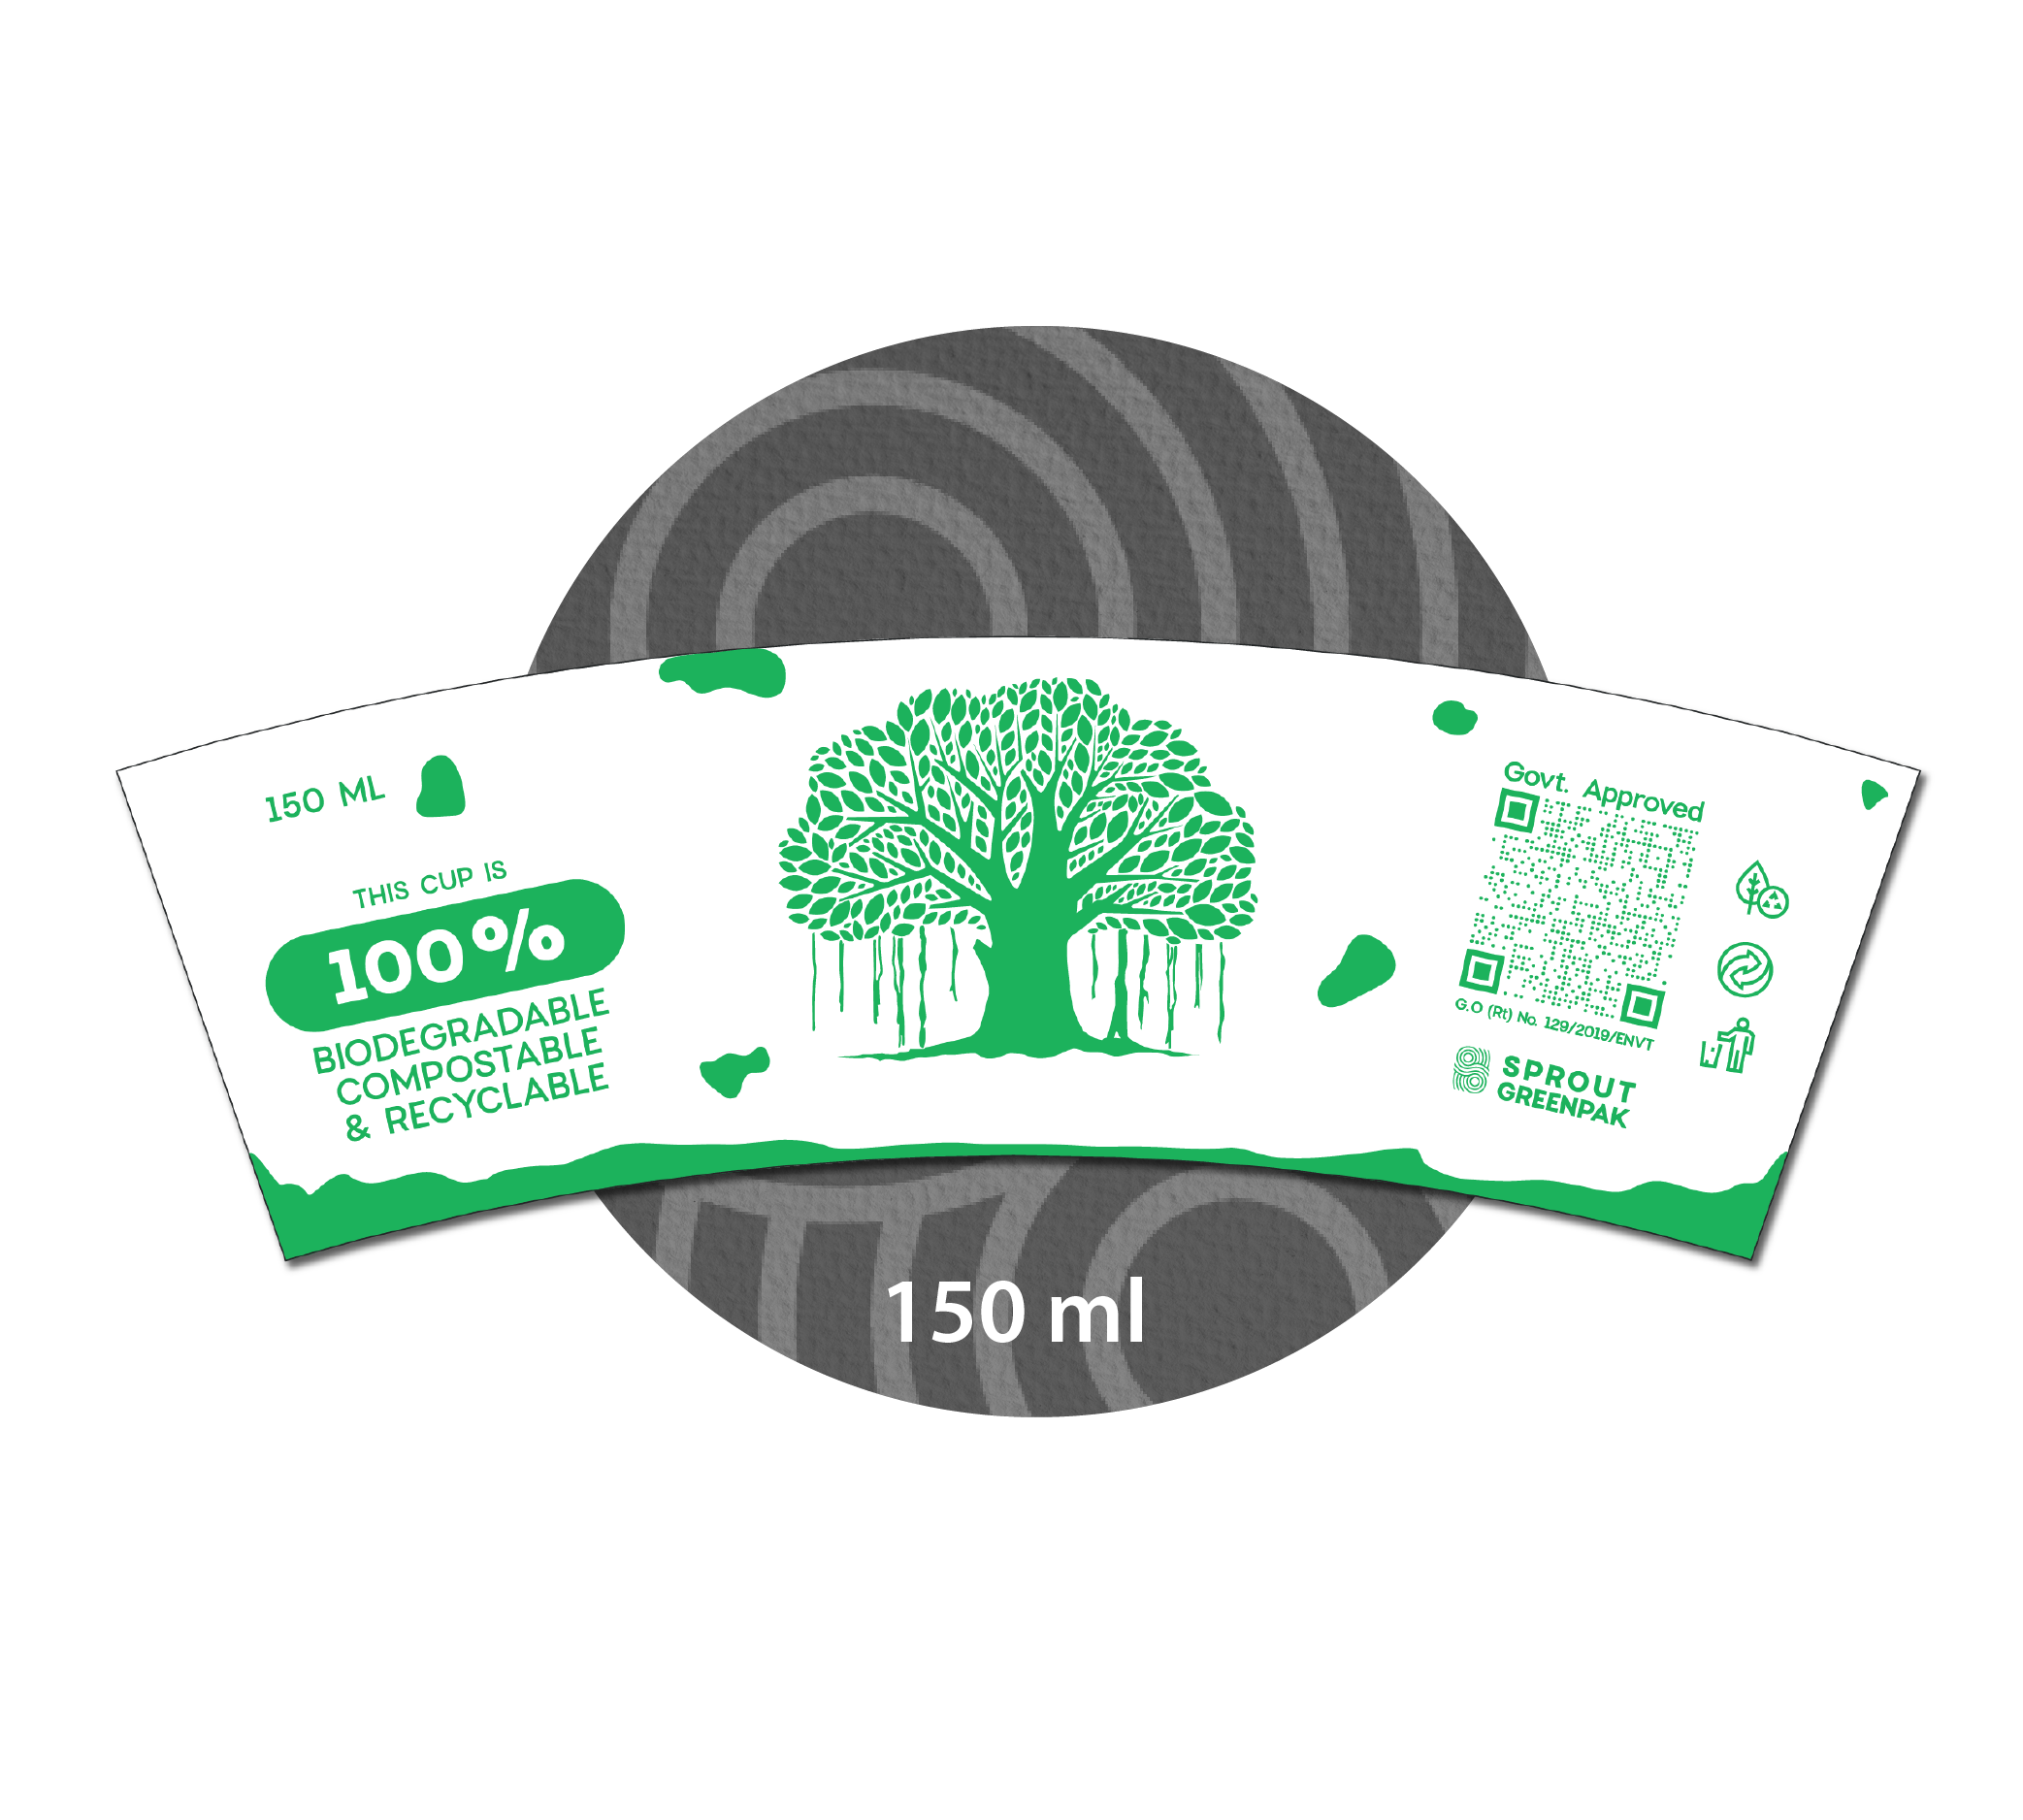 150 ML
THIS CUP IS
100%
BIODEGRADABLE
COMPOSTABLE
& RECYCLABLE
Govt. Approved
G.O (Rt) No. 129/2019/ENVT
SPROUT
GREENPAK
150 ml